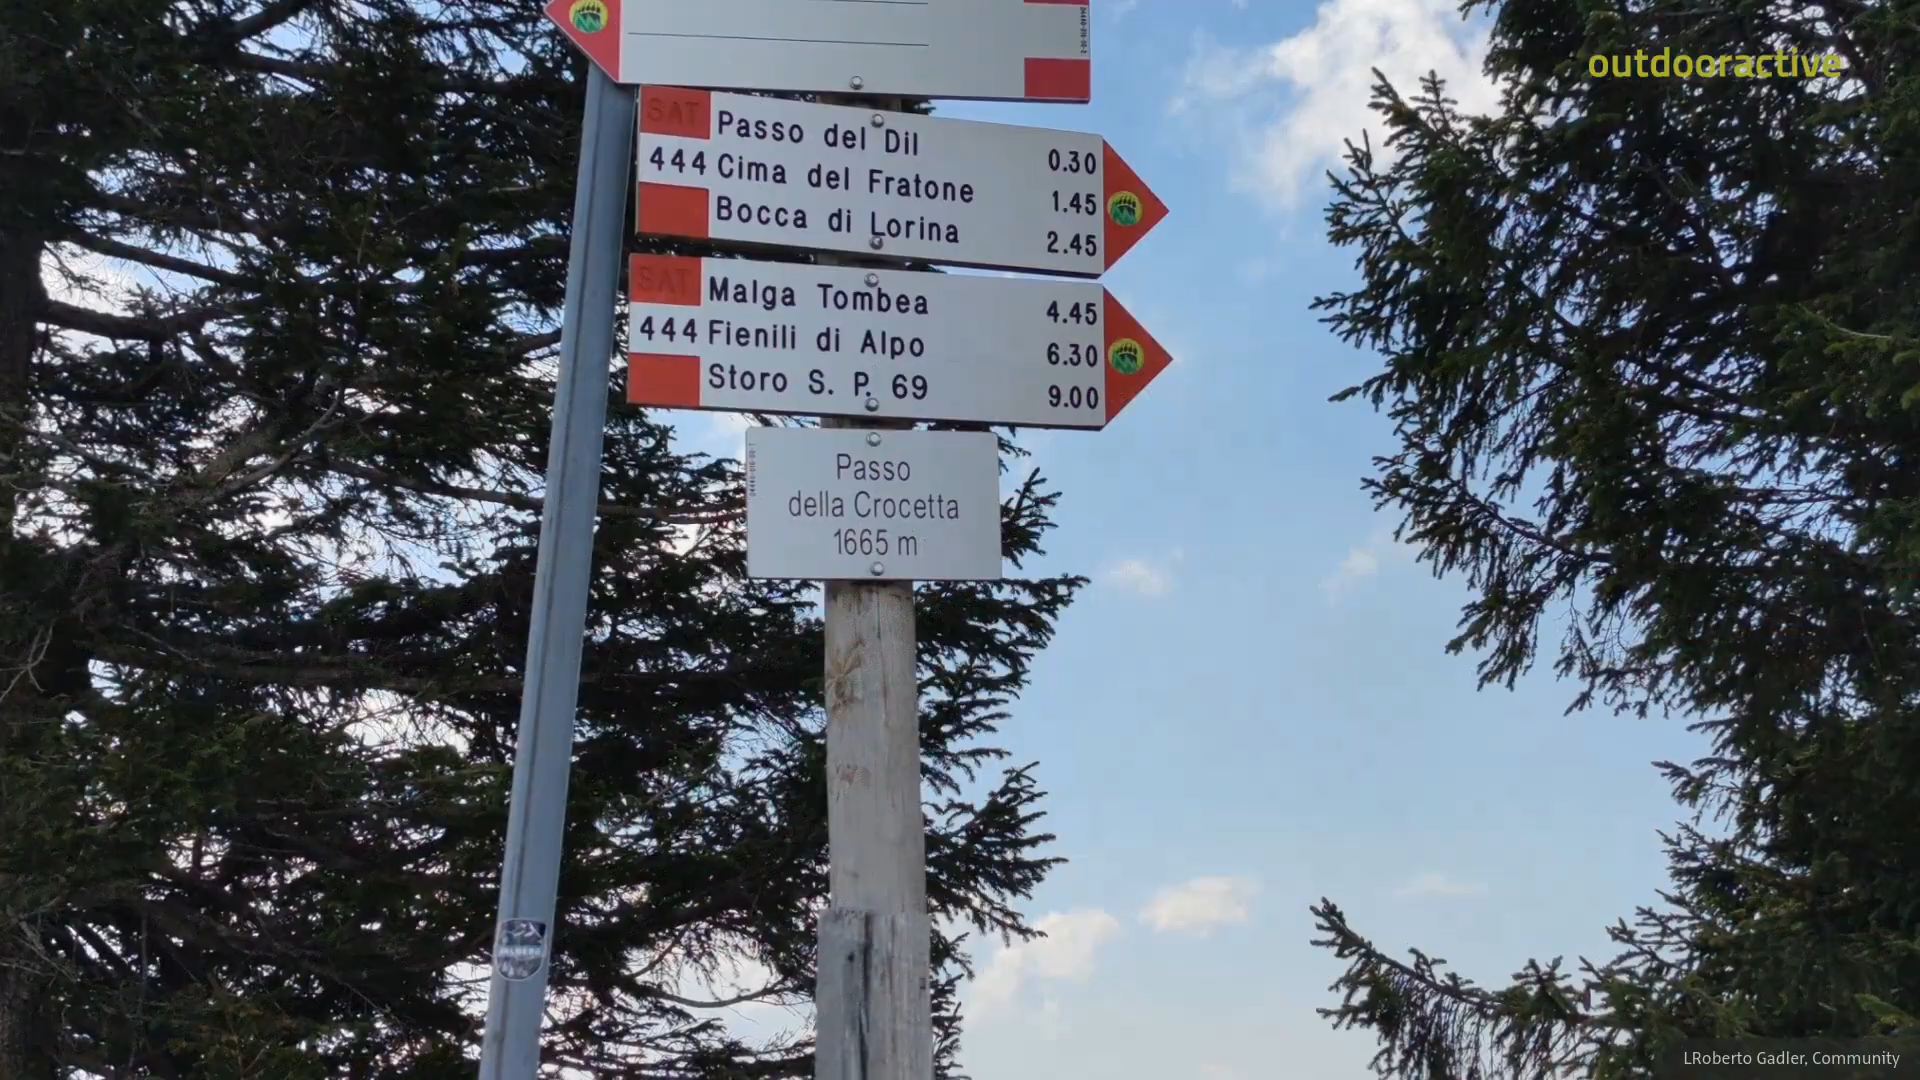 outdooractive
SAT
Passo del Dil 0.30
444 Cima del Fratone 1.45
Bocca di Lorina 2.45
SAT
Malga Tombea 4.45
444 Fienili di Alpo 6.30
Storo S. P. 69 9.00
Passo
della Crocetta
1665 m
LRoberto Gadler, Community